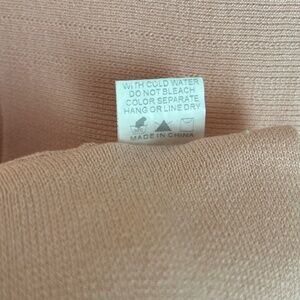 WITH COLD WATER
DO NOT BLEACH
COLOR SEPARATE
HANG OR LINE DRY
MADE IN CHINA